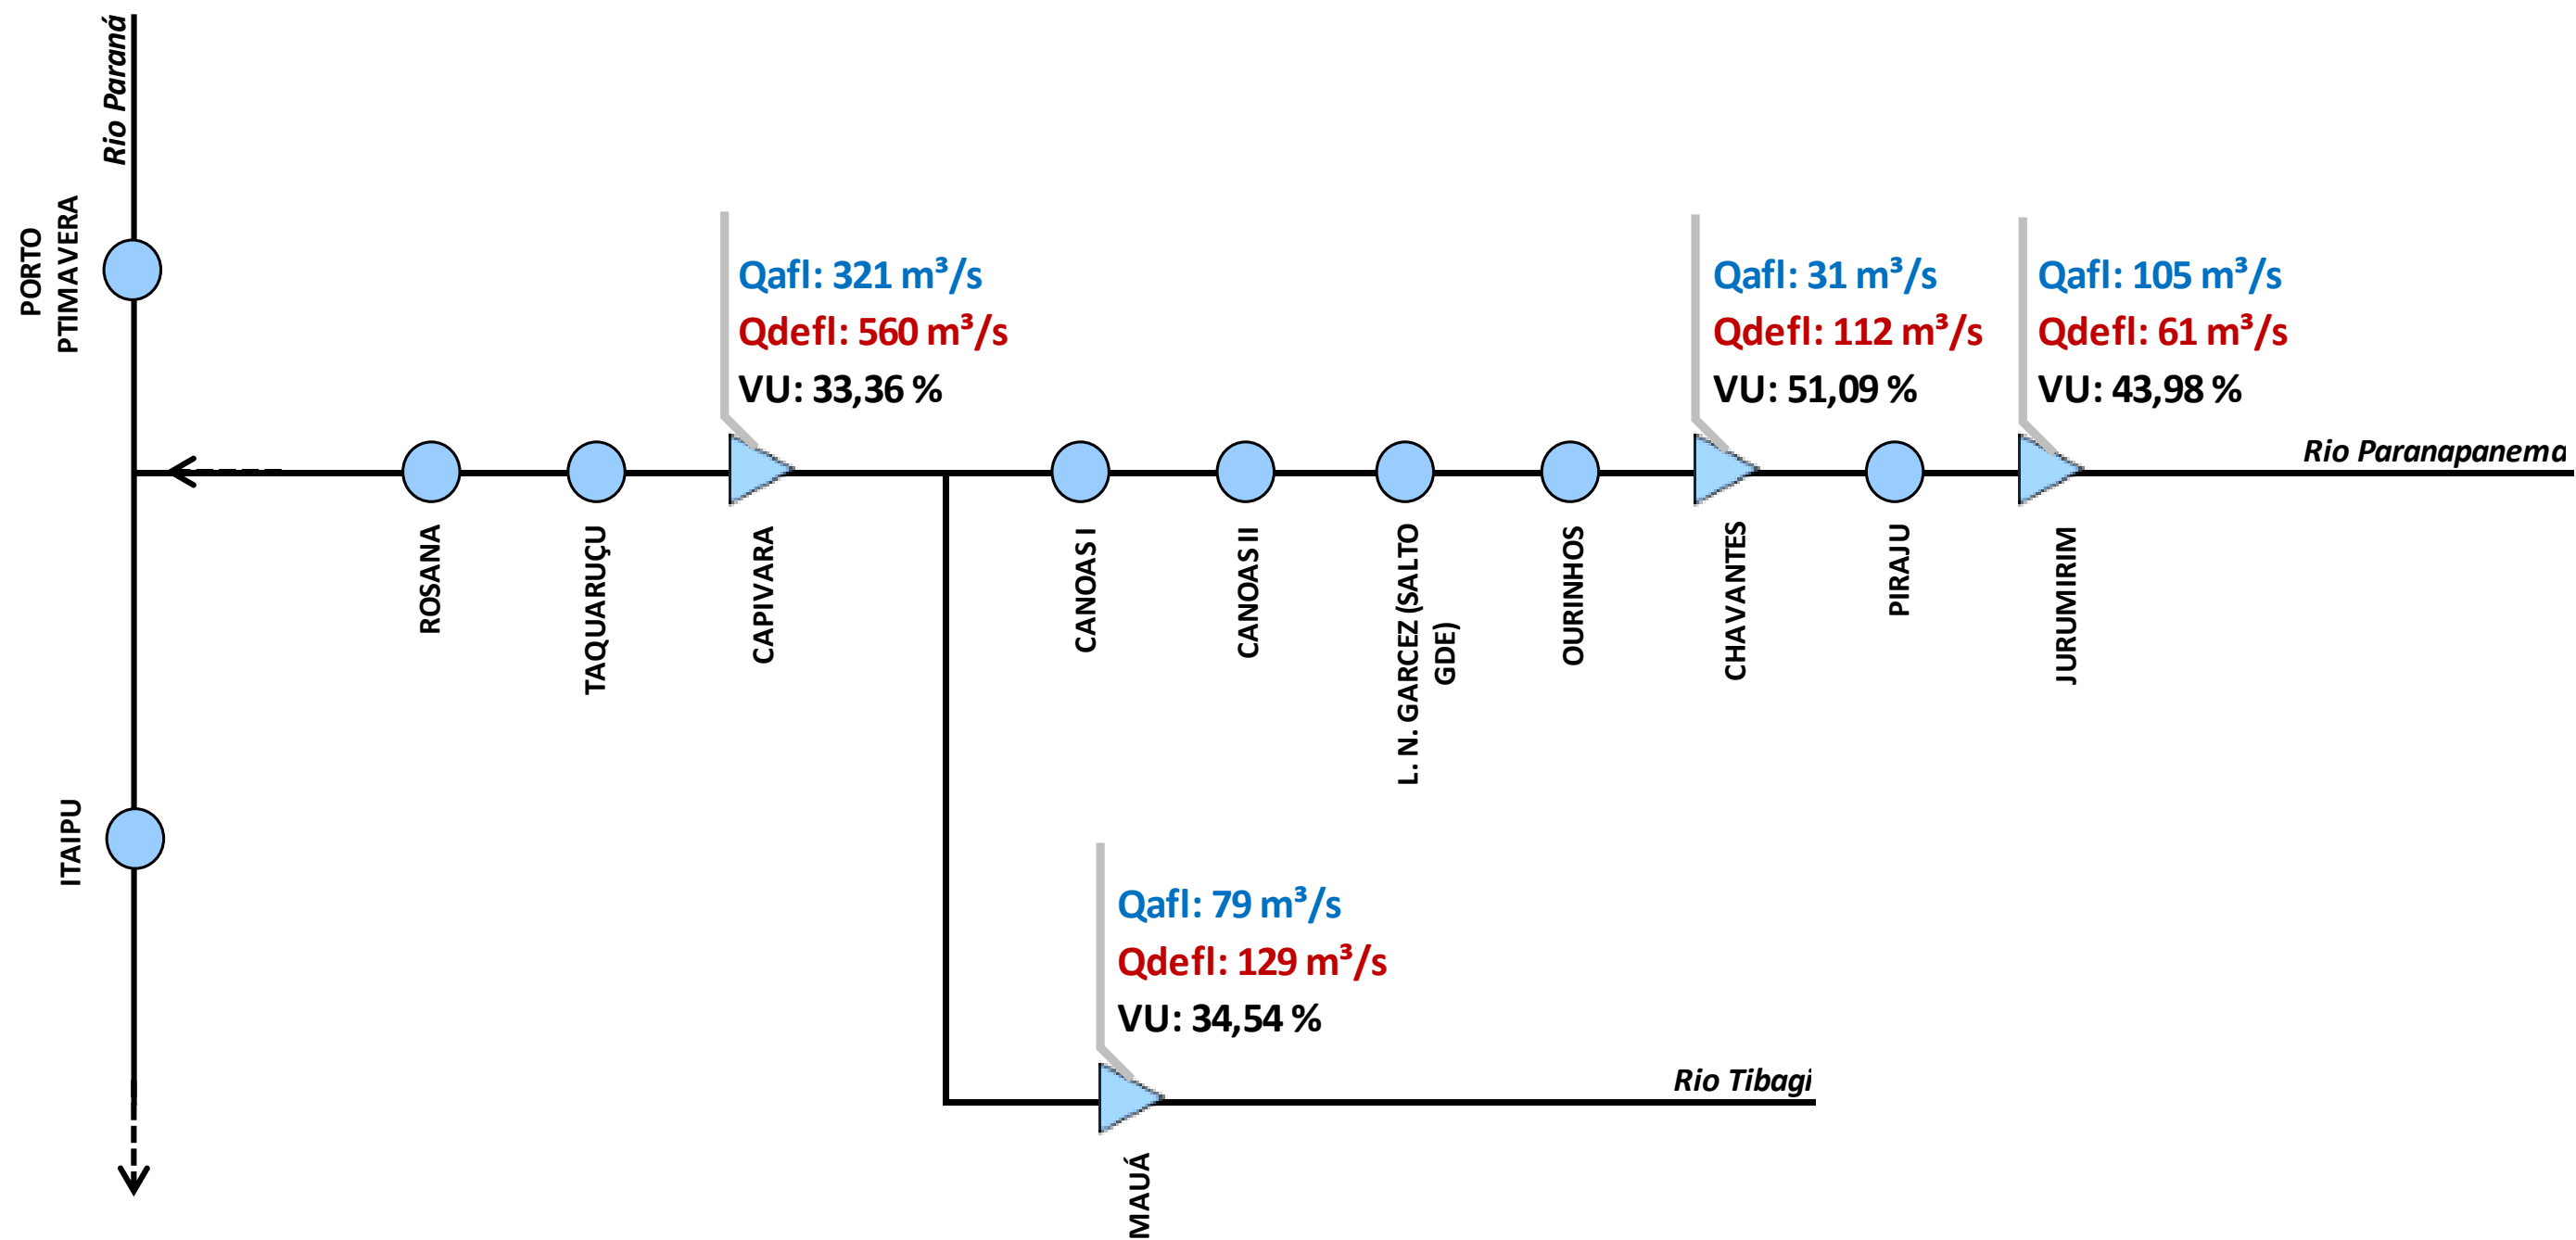 Rio Paraná
PORTO
PTIMAVERA
Qafl: 321 m³/s
Qdefl: 560 m³/s
VU: 33,36 %
Qafl: 31 m³/s
Qdefl: 112 m³/s
VU: 51,09 %
Qafl: 105 m³/s
Qdefl: 61 m³/s
VU: 43,98 %
Rio Paranapanema
ROSANA
TAQUARUÇU
CAPIVARA
CANOAS I
CANOAS II
L. N. GARCEZ (SALTO
GDE)
OURINHOS
CHAVANTES
PIRAJU
JURUMIRIM
ITAIPU
Qafl: 79 m³/s
Qdefl: 129 m³/s
VU: 34,54 %
Rio Tibagi
MAUÁ